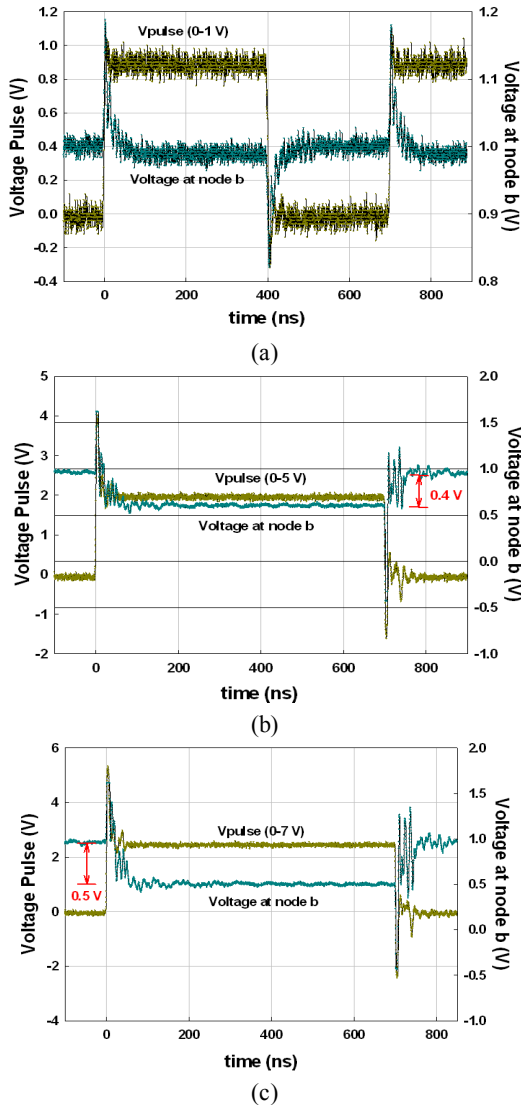 1.2
1.0
0.8
0.6
0.4
0.2
0.0
-0.2
-0.4
Voltage Pulse (V)
Vpulse (0-1 V)
Voltage at node b
1.2
1.1
1.0
0.9
0.8
Voltage at node b
(V)
0 200 400 600 800
time (ns)
(a)
5
4
3
2
1
0
-1
-2
Voltage Pulse (V)
Vpulse (0-5 V)
Voltage at node b
0.4 V
2.0
1.5
1.0
0.5
0.0
-0.5
-1.0
Voltage at node b
(V)
0 200 400 600 800
time (ns)
(b)
6
4
2
0
-2
-4
Voltage Pulse (V)
0.5 V
Vpulse (0-7 V)
Voltage at node b
2.0
1.5
1.0
0.5
0.0
-0.5
-1.0
Voltage at node b
(V)
0 200 400 600 800
time (ns)
(c)